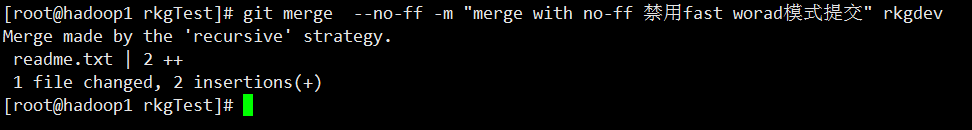 [root@hadoop1 rkgTest]# git merge  --no-ff -m "merge with no-ff 禁用fast worad模式提交" rkgdev
Merge made by the 'recursive' strategy.
 readme.txt | 2 ++
 1 file changed, 2 insertions(+)
[root@hadoop1 rkgTest]#